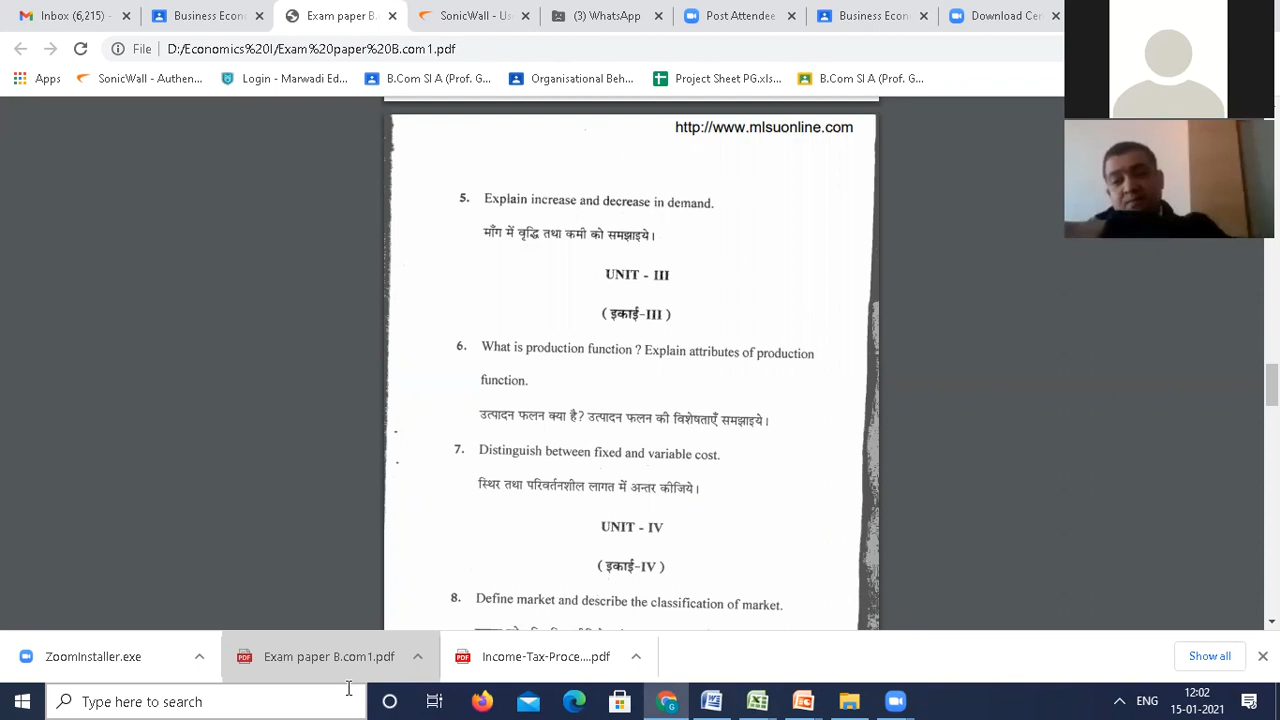 Inbox (6,215) -
Business Econ
Exam paper B.c
SonicWall - Use
(3) WhatsApp
Post Attendee
Business Econ
Download Cen
File
D:/Economics%20I/Exam%20paper%20B.com1.pdf
Apps
SonicWall - Authen...
Login - Marwadi Ed...
B.Com SI A (Prof. G...
Organisational Beh...
Project Sheet PG.xls...
B.COM SI A (Prof. G...
http://www.mlsuonline.com
5. Explain increase and decrease in demand.
माँग में वृद्धि तथा कमी को समझाइये।
UNIT - III
( इकाई-III )
6. What is production function ? Explain attributes of production
function.
उत्पादन फलन क्या है? उत्पादन फलन की विशेषताएँ समझाइये।
7. Distinguish between fixed and variable cost.
स्थिर तथा परिवर्तनशील लागत में अन्तर कीजिये।
UNIT - IV
( इकाई-IV )
8. Define market and describe the classification of market.
ZoomInstaller.exe
Exam paper B.com1.pdf
Income-Tax-Proce....pdf
Show all
Type here to search
ENG
12:02
15-01-2021